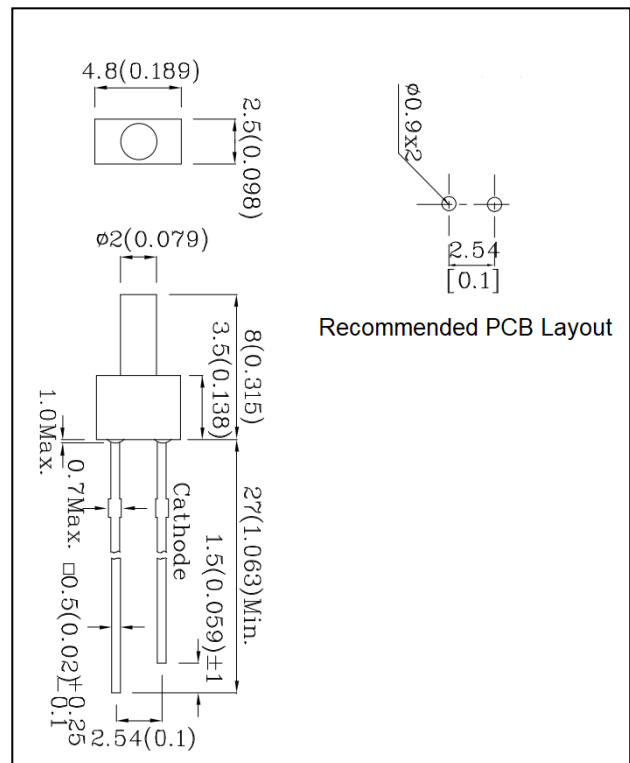 4.8(0.189)
2.5(0.098)
ø2(0.079)
8(0.315)
3.5(0.138)
1.0Max.
0.7Max.
□0.5(0.02)+0.25
-0.1
Cathode
1.5(0.059)±1
27(1.063)Min.
2.54(0.1)
ø0.9x2
2.54
[0.1]
Recommended PCB Layout